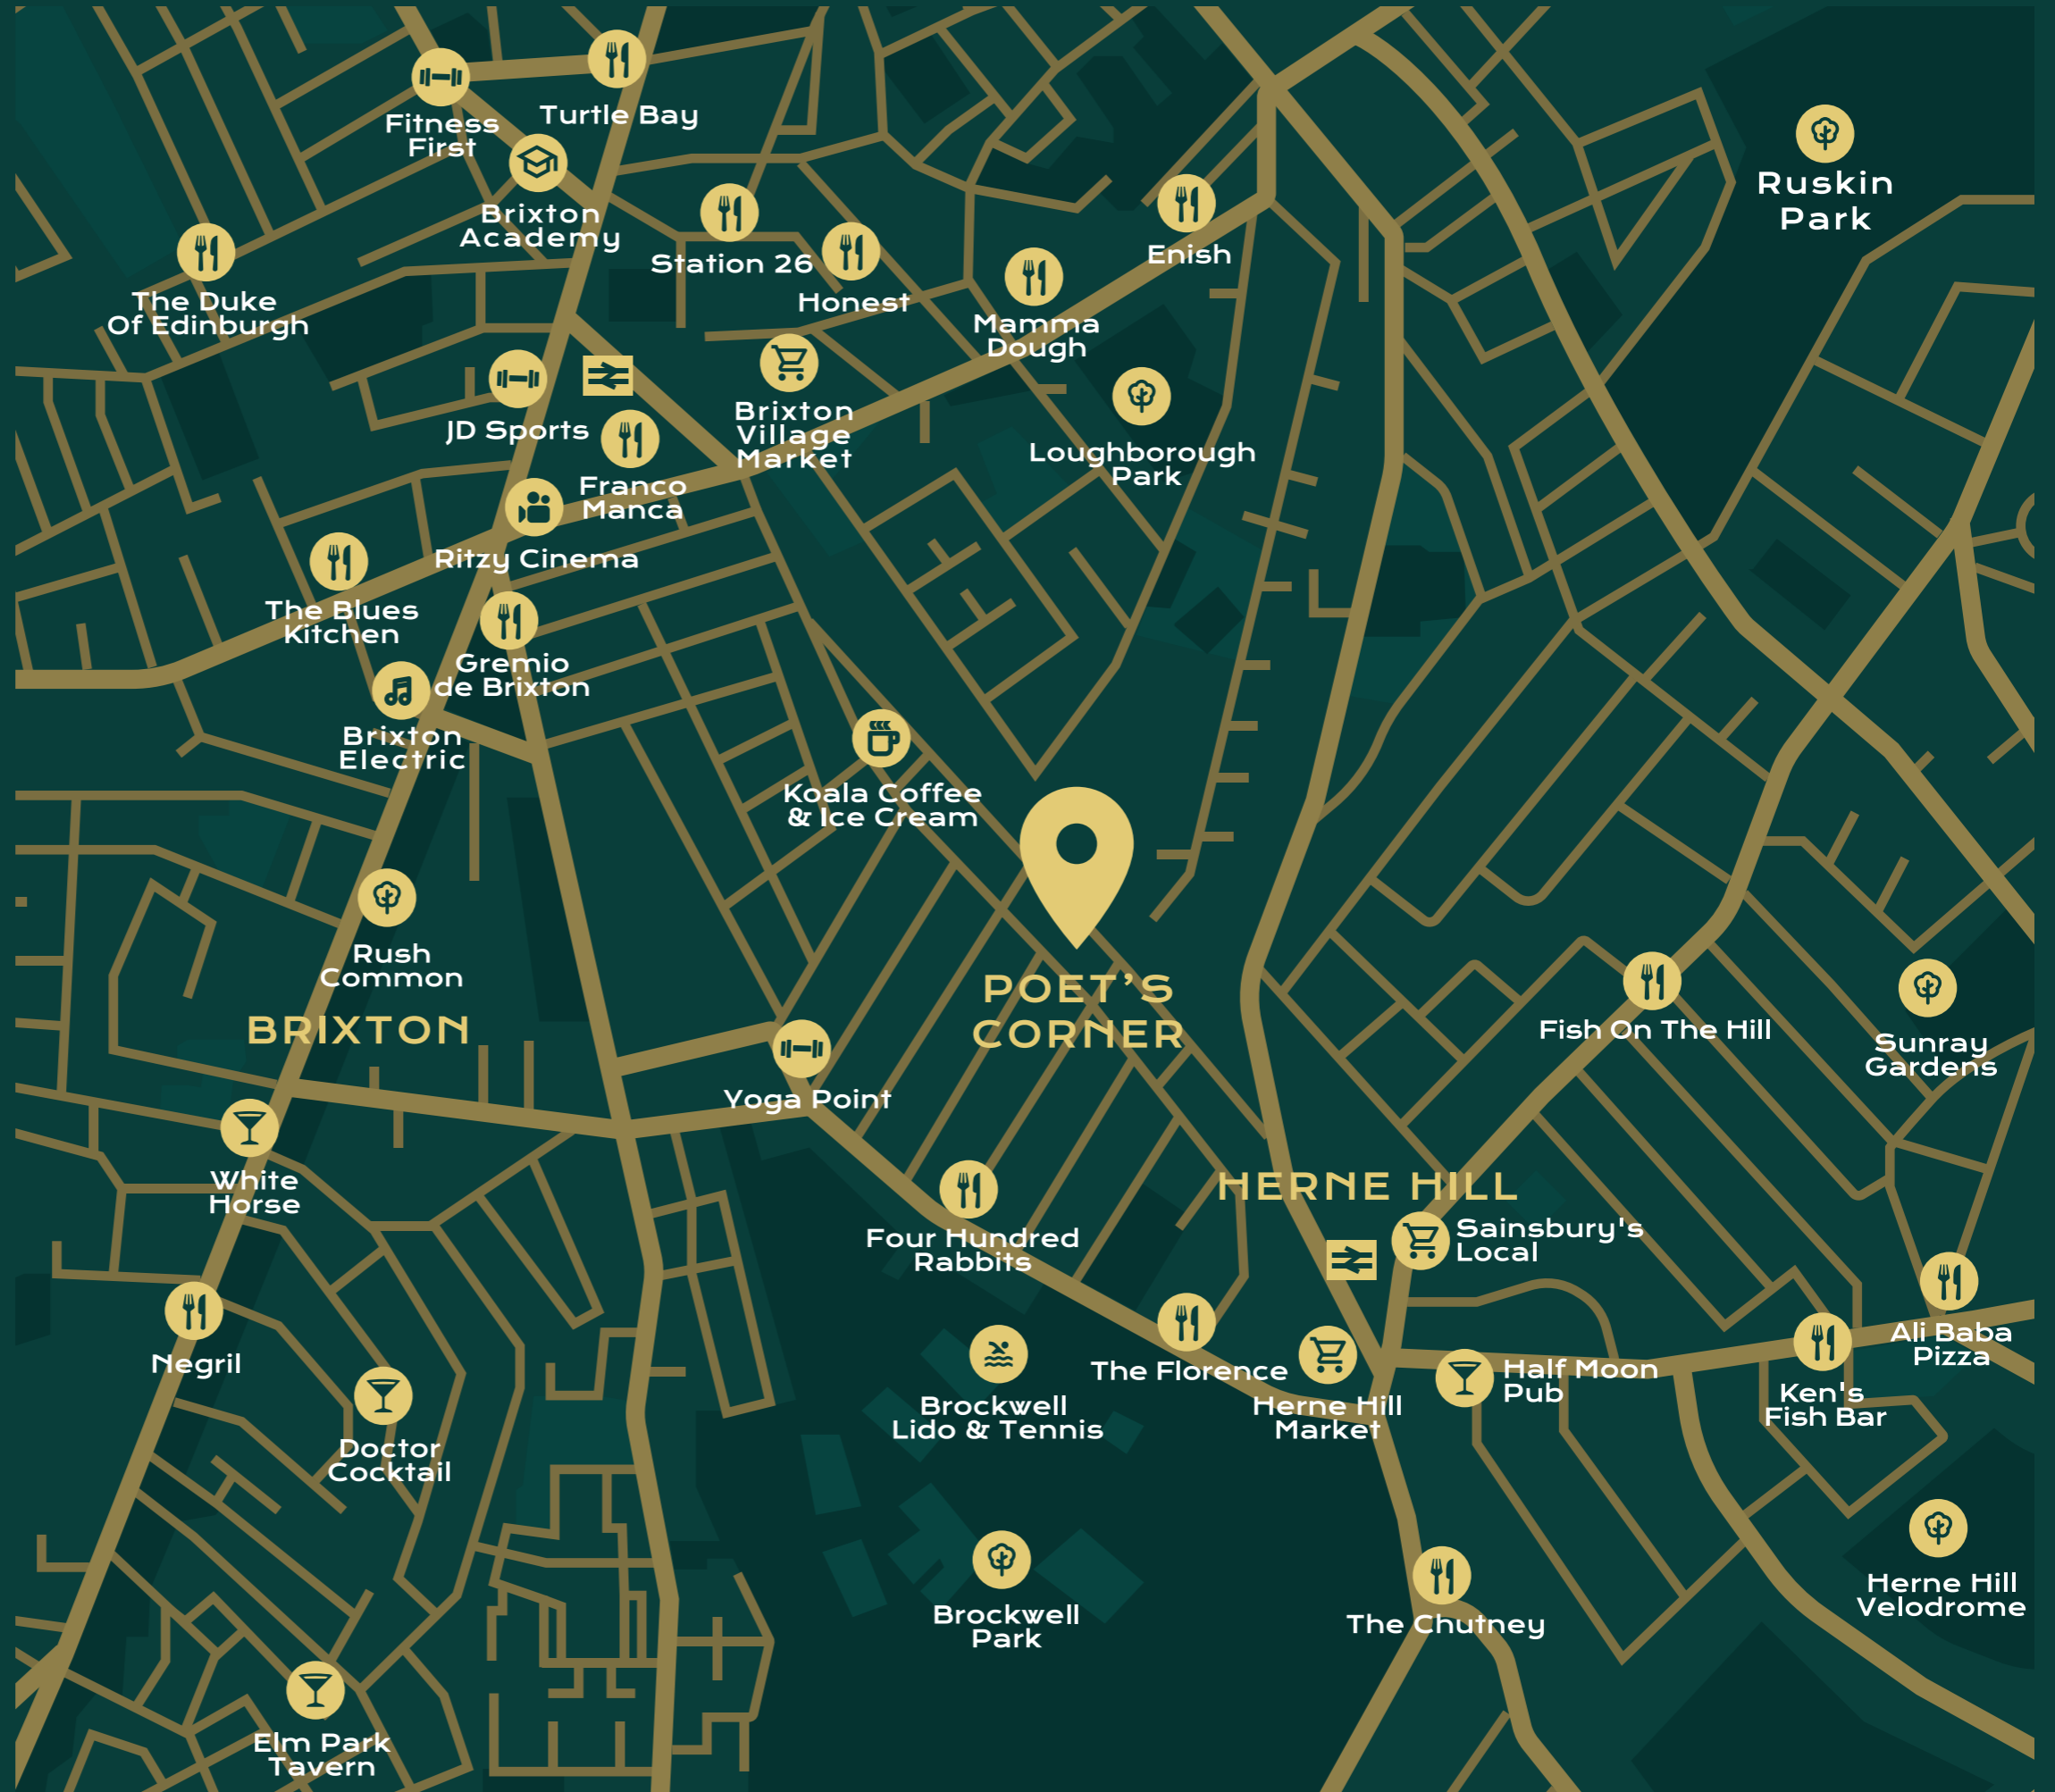 Turtle Bay
Fitness
First
Ruskin
Park
Brixton
Academy
Station 26
Enish
The Duke
Of Edinburgh
Honest
Mamma
Dough
Brixton
Village
Market
JD Sports
Loughborough
Park
Franco
Manca
Ritzy Cinema
The Blues
Kitchen
Gremio
de Brixton
Brixton
Electric
Koala Coffee
& Ice Cream
Rush
Common
POET’S
CORNER
BRIXTON
Fish On The Hill
Sunray
Gardens
Yoga Point
White
Horse
HERNE HILL
Four Hundred
Rabbits
Sainsbury's
Local
Negril
The Florence
Ali Baba
Pizza
Half Moon
Pub
Ken's
Fish Bar
Brockwell
Lido & Tennis
Herne Hill
Market
Doctor
Cocktail
Herne Hill
Velodrome
Brockwell
Park
The Chutney
Elm Park
Tavern